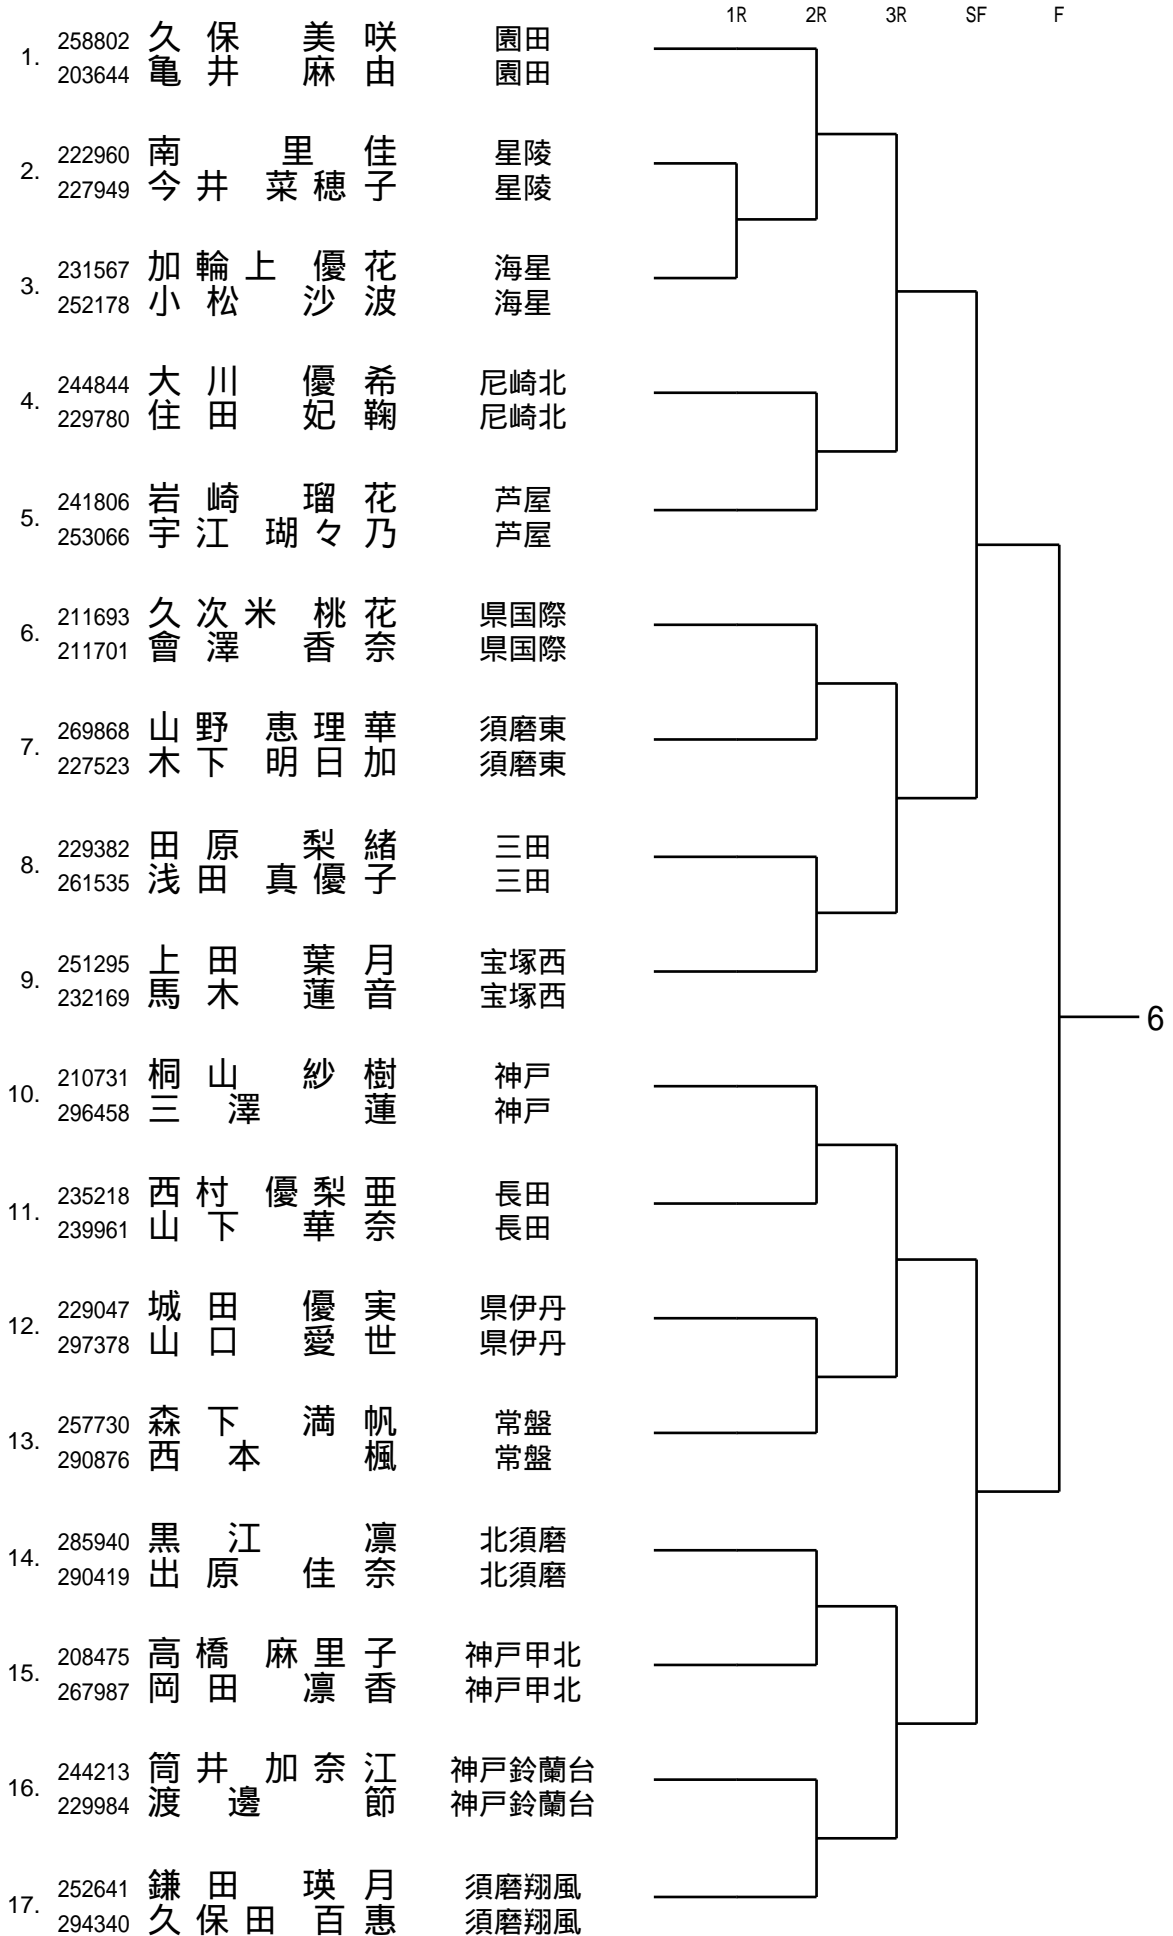 1R 2R 3R SF F
1. 258802 久保 美咲 園田
203644 亀井 麻由 園田
2. 222960 南 里佳 星陵
227949 今井 菜穂子 星陵
3. 231567 加輪上 優花 海星
252178 小松 沙波 海星
4. 244844 大川 優希 尼崎北
229780 住田 妃鞠 尼崎北
5. 241806 岩崎 瑠花 芦屋
253066 宇江 瑚々乃 芦屋
6. 211693 久次米 桃花 県国際
211701 會澤 香奈 県国際
7. 269868 山野 恵理華 須磨東
227523 木下 明日加 須磨東
8. 229382 田原 梨緒 三田
261535 浅田 真優子 三田
9. 251295 上田 葉月 宝塚西
232169 馬木 蓮音 宝塚西
6
10. 210731 桐山 紗樹 神戸
296458 三澤 蓮 神戸
11. 235218 西村 優梨亜 長田
239961 山下 華奈 長田
12. 229047 城田 優実 県伊丹
297378 山口 愛世 県伊丹
13. 257730 森下 満帆 常盤
290876 西本 楓 常盤
14. 285940 黒江 凛 北須磨
290419 出原 佳奈 北須磨
15. 208475 高橋 麻里子 神戸甲北
267987 岡田 凛香 神戸甲北
16. 244213 筒井 加奈江 神戸鈴蘭台
229984 渡邊 節 神戸鈴蘭台
17. 252641 鎌田 瑛月 須磨翔風
294340 久保田 百惠 須磨翔風